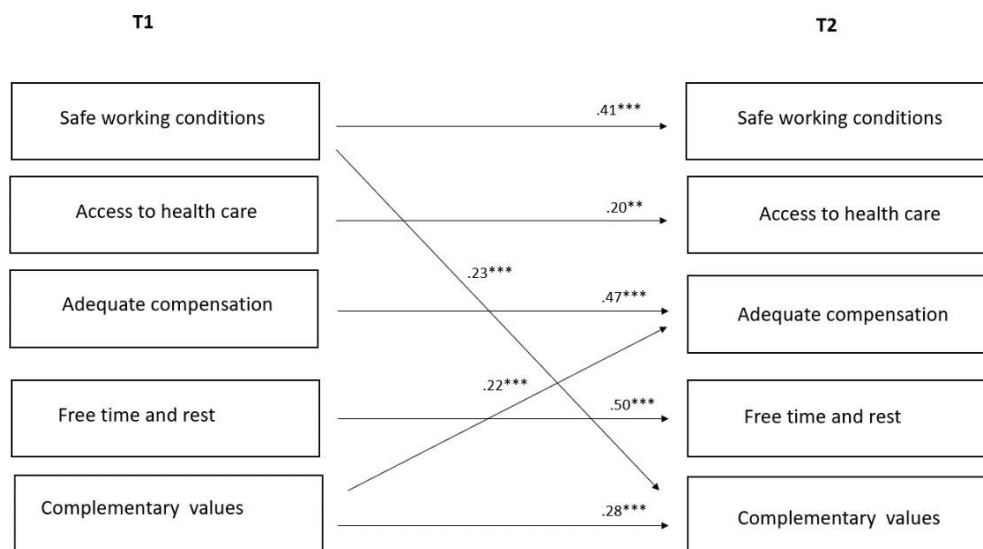 T1
T2
Safe working conditions
.41***
Safe working conditions
Access to health care
.20**
Access to health care
.23***
Adequate compensation
.47***
Adequate compensation
.22***
Free time and rest
.50***
Free time and rest
Complementary values
.28***
Complementary values